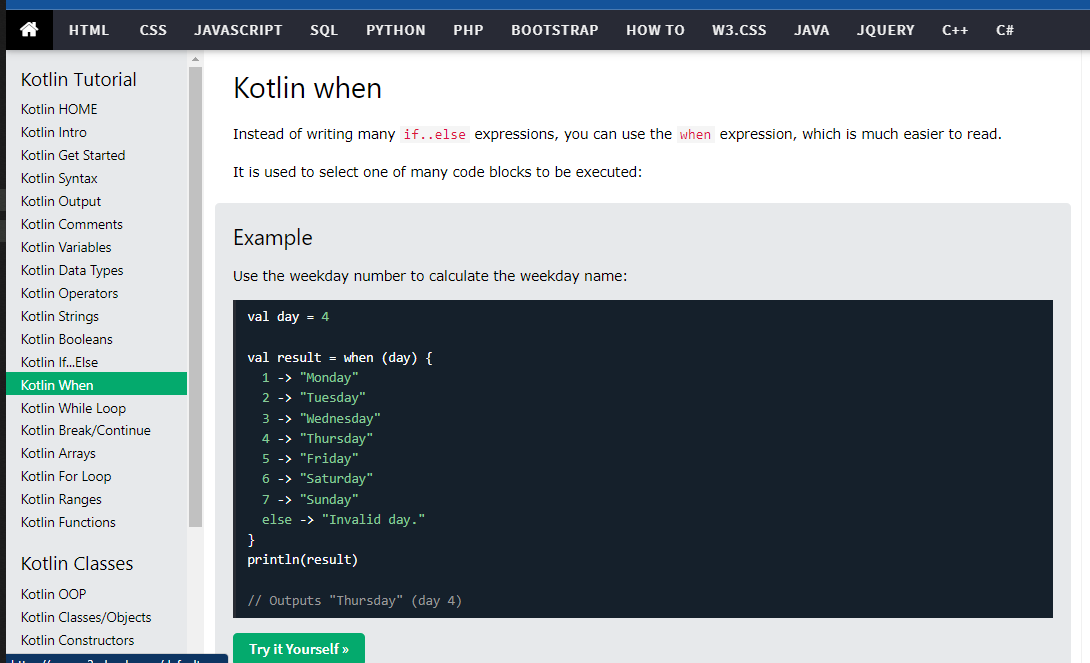 HTML CSS JAVASCRIPT SQL PYTHON PHP BOOTSTRAP HOW TO W3.CSS JAVA JQUERY C++ C#
Kotlin Tutorial
Kotlin HOME
Kotlin Intro
Kotlin Get Started
Kotlin Syntax
Kotlin Output
Kotlin Comments
Kotlin Variables
Kotlin Data Types
Kotlin Operators
Kotlin Strings
Kotlin Booleans
Kotlin If...Else
Kotlin When
Kotlin While Loop
Kotlin Break/Continue
Kotlin Arrays
Kotlin For Loop
Kotlin Ranges
Kotlin Functions
Kotlin Classes
Kotlin OOP
Kotlin Classes/Objects
Kotlin Constructors
Kotlin when
Instead of writing many if..else expressions, you can use the when expression, which is much easier to read.
It is used to select one of many code blocks to be executed:
Example
Use the weekday number to calculate the weekday name:
val day = 4
val result = when (day) {
1 -> "Monday"
2 -> "Tuesday"
3 -> "Wednesday"
4 -> "Thursday"
5 -> "Friday"
6 -> "Saturday"
7 -> "Sunday"
else -> "Invalid day."
}
println(result)
// Outputs "Thursday" (day 4)
Try it Yourself »